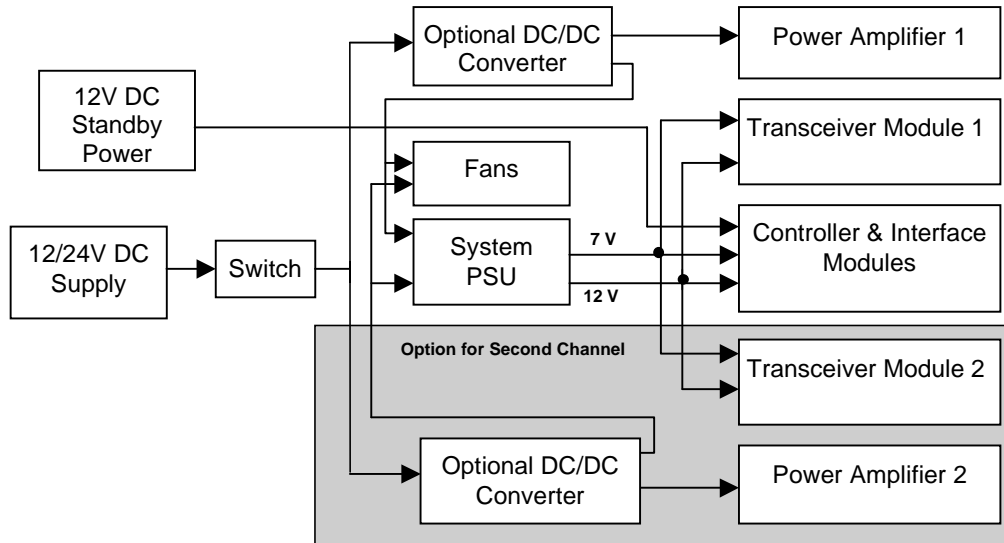 Optional DC/DC
Converter
Power Amplifier 1
12V DC
Standby
Power
Transceiver Module 1
Fans
12/24V DC
Supply
Switch
System
PSU
7 V
12 V
Controller & Interface
Modules
Option for Second Channel
Transceiver Module 2
Optional DC/DC
Converter
Power Amplifier 2